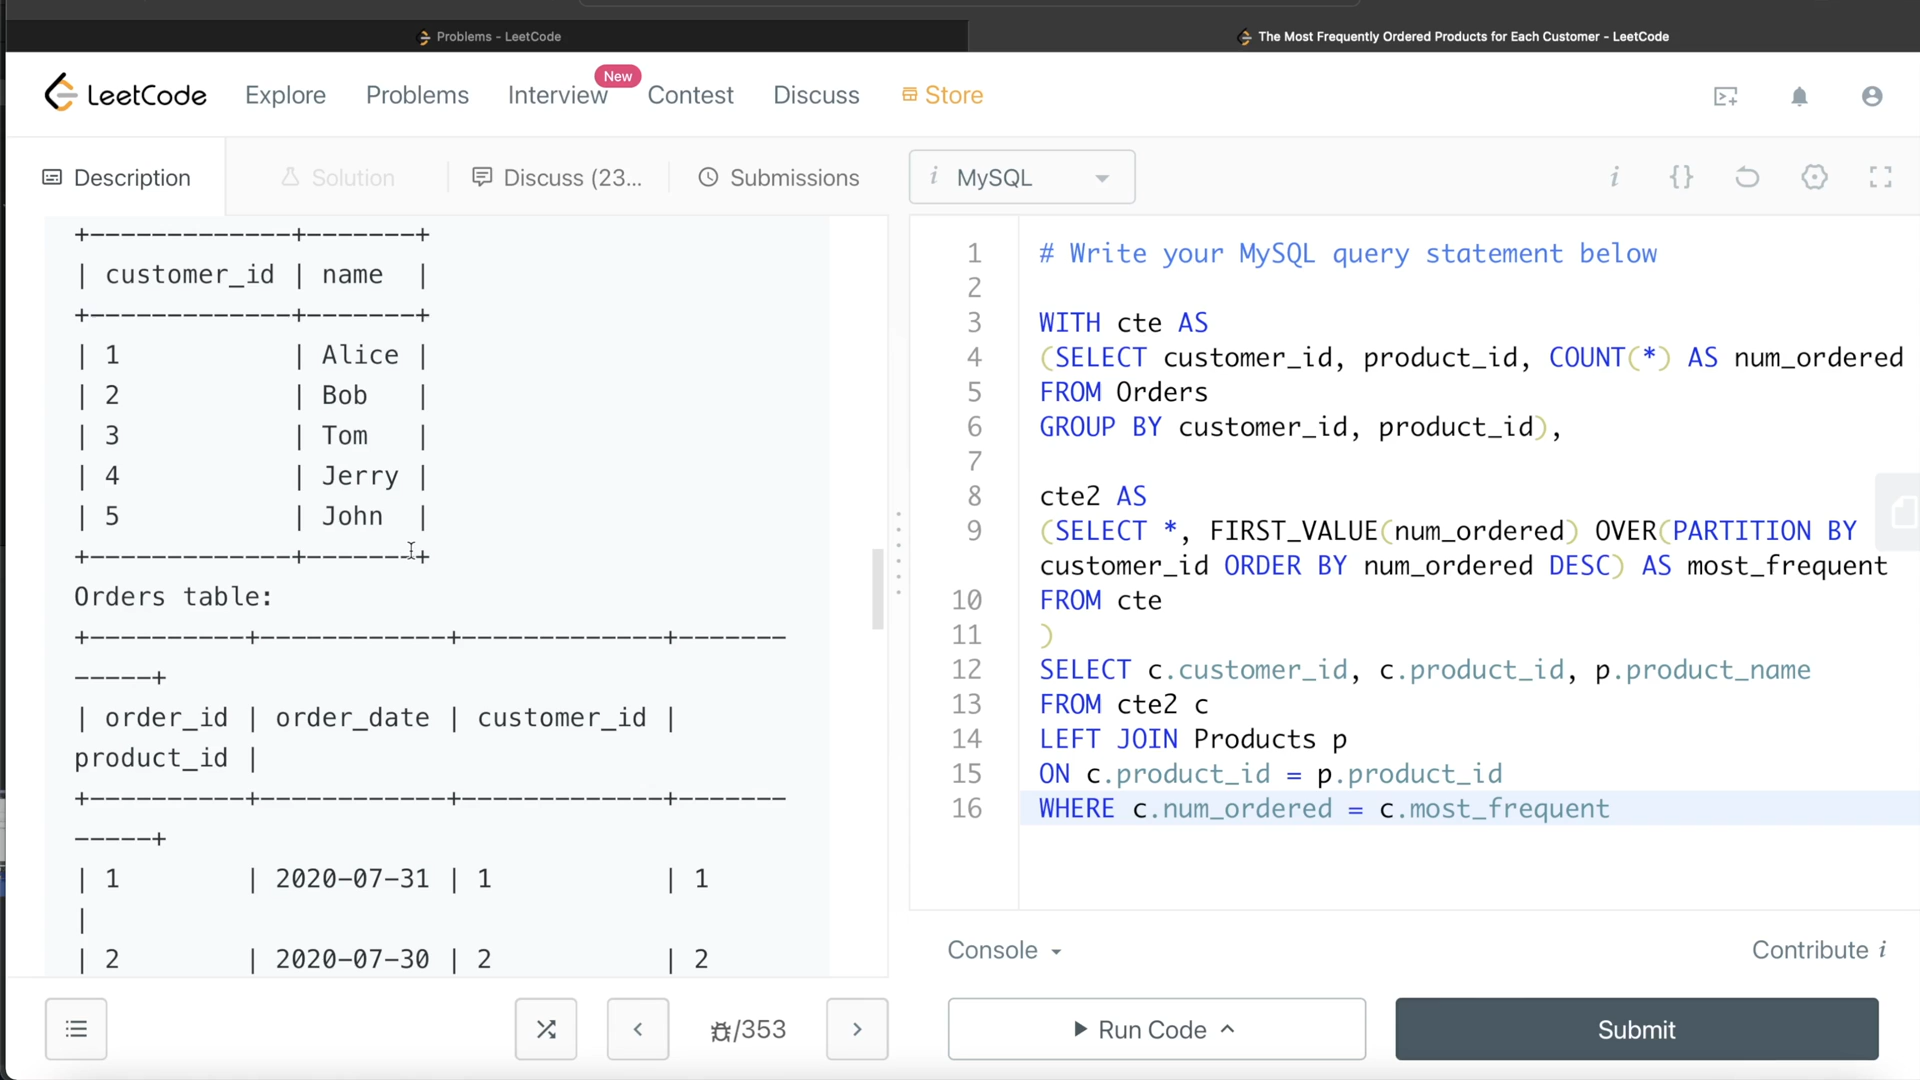 Problems - LeetCode
The Most Frequently Ordered Products for Each Customer - LeetCode
LeetCode
Explore
Problems
Interview
New
Contest
Discuss
Store
Description
Solution
Discuss (23...
Submissions
i MySQL
i {}
+--------------+-------+
| customer_id | name |
+--------------+-------+
| 1 | Alice |
| 2 | Bob |
| 3 | Tom |
| 4 | Jerry |
| 5 | John |
+--------------+-------+
Orders table:
+----------+------------+-------------+-------
-----+
| order_id | order_date | customer_id |
product_id |
+----------+------------+-------------+-------
-----+
| 1 | 2020-07-31 | 1 | 1
|
| 2 | 2020-07-30 | 2 | 2
1 # Write your MySQL query statement below
2
3 WITH cte AS
4 (SELECT customer_id, product_id, COUNT(*) AS num_ordered
5 FROM Orders
6 GROUP BY customer_id, product_id),
7
8 cte2 AS
9 (SELECT *, FIRST_VALUE(num_ordered) OVER(PARTITION BY
customer_id ORDER BY num_ordered DESC) AS most_frequent
10 FROM cte
11 )
12 SELECT c.customer_id, c.product_id, p.product_name
13 FROM cte2 c
14 LEFT JOIN Products p
15 ON c.product_id = p.product_id
16 WHERE c.num_ordered = c.most_frequent
Console
Contribute i
/353
Run Code
Submit